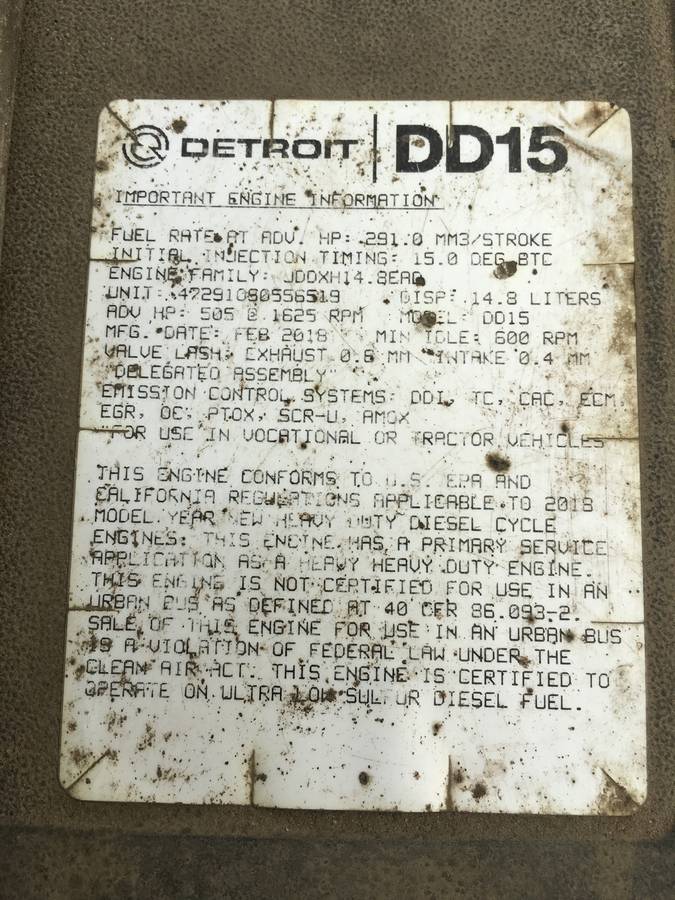 DETROIT | DD15
IMPORTANT ENGINE INFORMATION
FUEL RATE AT ADV. HP: 291.0 MM3/STROKE
INITIAL INJECTION TIMING: 15.0 DEG BTC
ENGINE FAMILY: JDDXH14.8EAD
UNIT: 472910S0556519 DISP: 14.8 LITERS
ADV HP: 505 @ 1625 RPM MODEL: DD15
MFG. DATE: FEB 2018 MIN IDLE: 600 RPM
VALVE LASH: EXHAUST 0.6 MM INTAKE 0.4 MM
"DELEGATED ASSEMBLY"
EMISSION CONTROL SYSTEMS: DDI, TC, CAC, ECM,
EGR, OC, PTOX, SCR-U, AMOX
"FOR USE IN VOCATIONAL OR TRACTOR VEHICLES"
THIS ENGINE CONFORMS TO U.S. EPA AND
CALIFORNIA REGULATIONS APPLICABLE TO 2018
MODEL YEAR NEW HEAVY DUTY DIESEL CYCLE
ENGINES. THIS ENGINE HAS A PRIMARY SERVICE
APPLICATION AS A HEAVY HEAVY DUTY ENGINE.
THIS ENGINE IS NOT CERTIFIED FOR USE IN AN
URBAN BUS AS DEFINED AT 40 CFR 86.093-2.
SALE OF THIS ENGINE FOR USE IN AN URBAN BUS
IS A VIOLATION OF FEDERAL LAW UNDER THE
CLEAN AIR ACT. THIS ENGINE IS CERTIFIED TO
OPERATE ON ULTRA LOW SULFUR DIESEL FUEL.